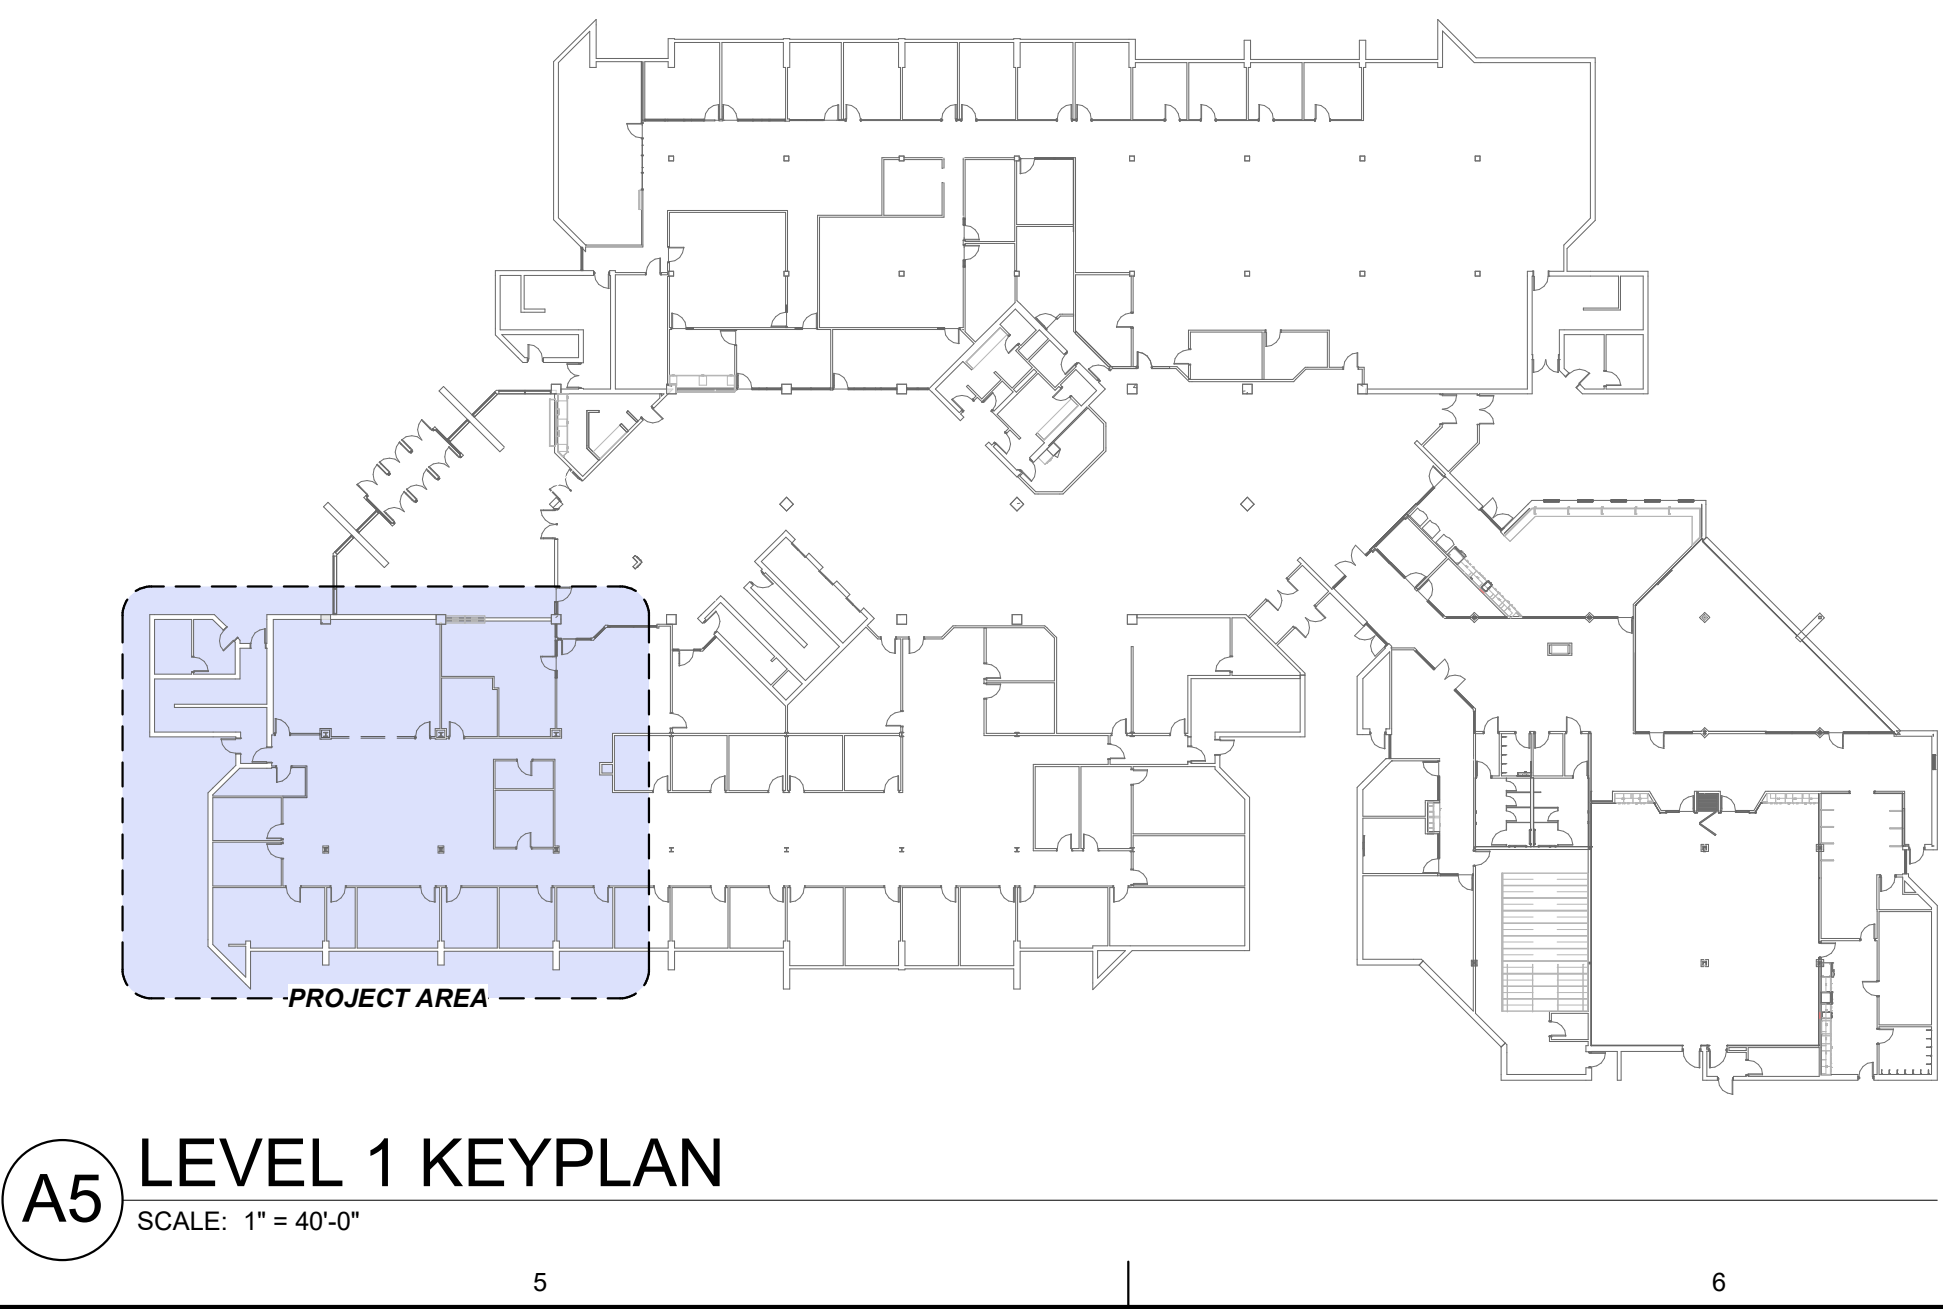 PROJECT AREA
A5
LEVEL 1 KEYPLAN
SCALE: 1" = 40'-0"
5
6